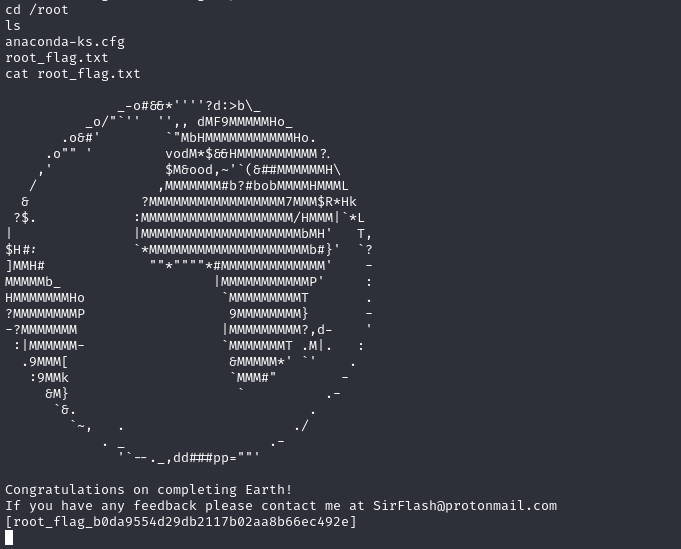 cd /root
ls
anaconda-ks.cfg
root_flag.txt
cat root_flag.txt
              _-o#&&*''''?d:>b\_
          _o/"`''  '',, dMF9MMMMMHo_
       .o&#'        `"MbHMMMMMMMMMMMHo.
     .o"" '         vodM*$&&HMMMMMMMMMM?.
    ,'              $M&ood,~'`(&##MMMMMMH\
   /               ,MMMMMMM#b?#bobMMMMHMMML
  &              ?MMMMMMMMMMMMMMMMM7MMM$R*Hk
 ?$.            :MMMMMMMMMMMMMMMMMMM/HMMM|`*L
|               |MMMMMMMMMMMMMMMMMMMMbMH'   T,
$H#:            `*MMMMMMMMMMMMMMMMMMMMb#}'  `?
]MMH#             ""*""""*#MMMMMMMMMMMMM'    -
MMMMMb_                   |MMMMMMMMMMMP'     :
HMMMMMMMHo                 `MMMMMMMMMT       .
?MMMMMMMMP                  9MMMMMMMM}       -
-?MMMMMMM                  |MMMMMMMMM?,d-    '
 :|MMMMMM-                 `MMMMMMMT .M|.   :
  .9MMM[                    &MMMMM*' `'    .
   :9MMk                    `MMM#"        -
     &M}                     `          .-
      `&.                             .
        `~,   .                     ./
            . _                  .-
              '`--._,dd###pp=""'
Congratulations on completing Earth!
If you have any feedback please contact me at SirFlash@protonmail.com
[root_flag_b0da9554d29db2117b02aa8b66ec492e]